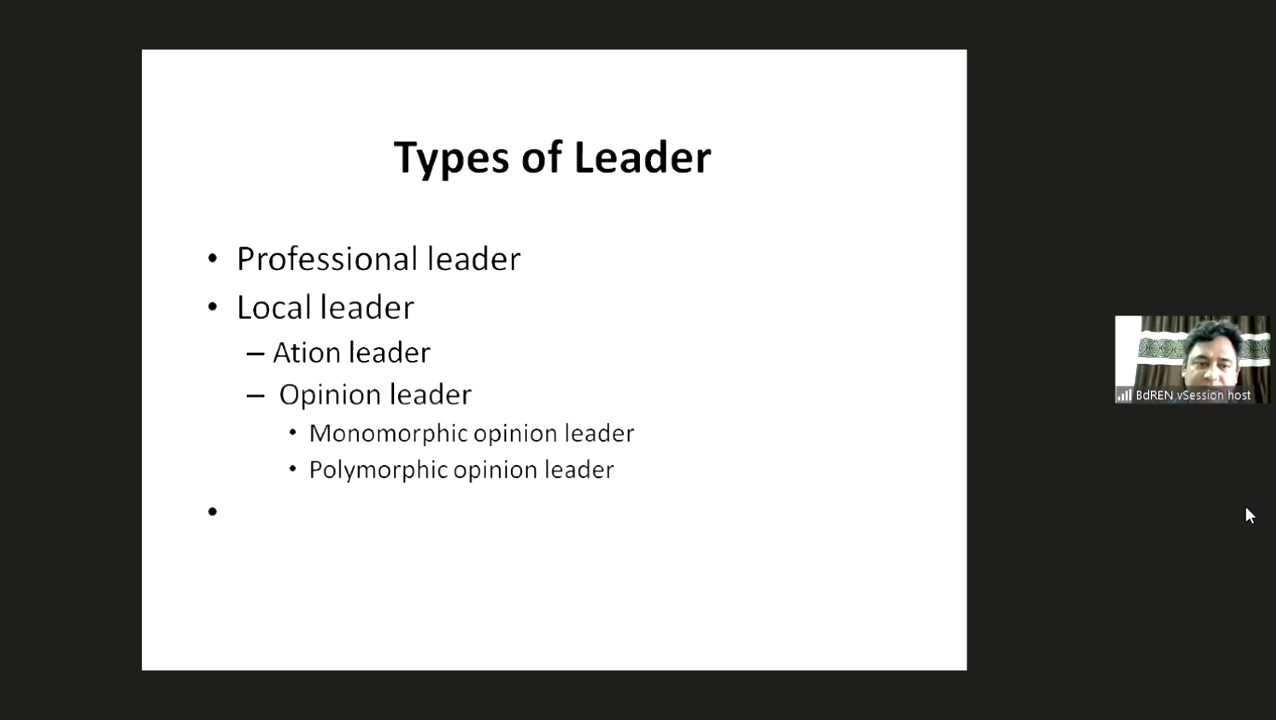 Types of Leader
• Professional leader
• Local leader
– Ation leader
– Opinion leader
• Monomorphic opinion leader
• Polymorphic opinion leader
•
BdREN vSession host